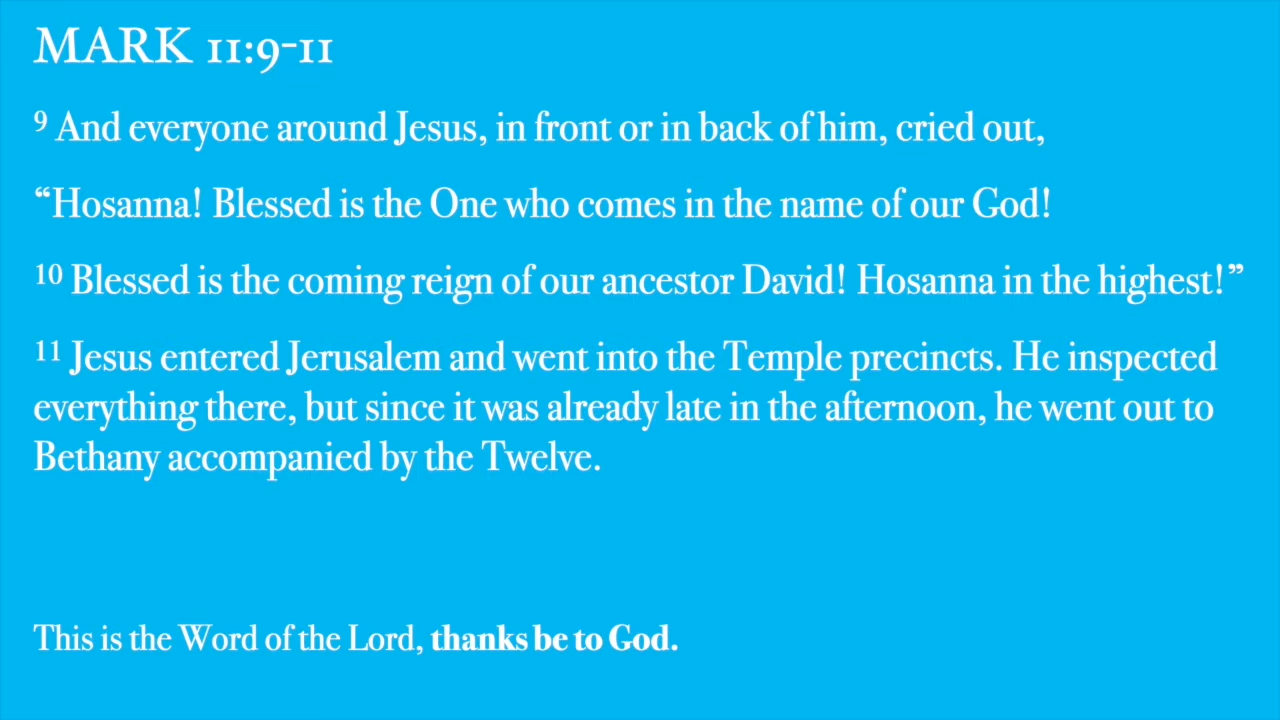 MARK 11:9-11
9 And everyone around Jesus, in front or in back of him, cried out,
“Hosanna! Blessed is the One who comes in the name of our God!
10 Blessed is the coming reign of our ancestor David! Hosanna in the highest!”
11 Jesus entered Jerusalem and went into the Temple precincts. He inspected
everything there, but since it was already late in the afternoon, he went out to
Bethany accompanied by the Twelve.
This is the Word of the Lord, thanks be to God.